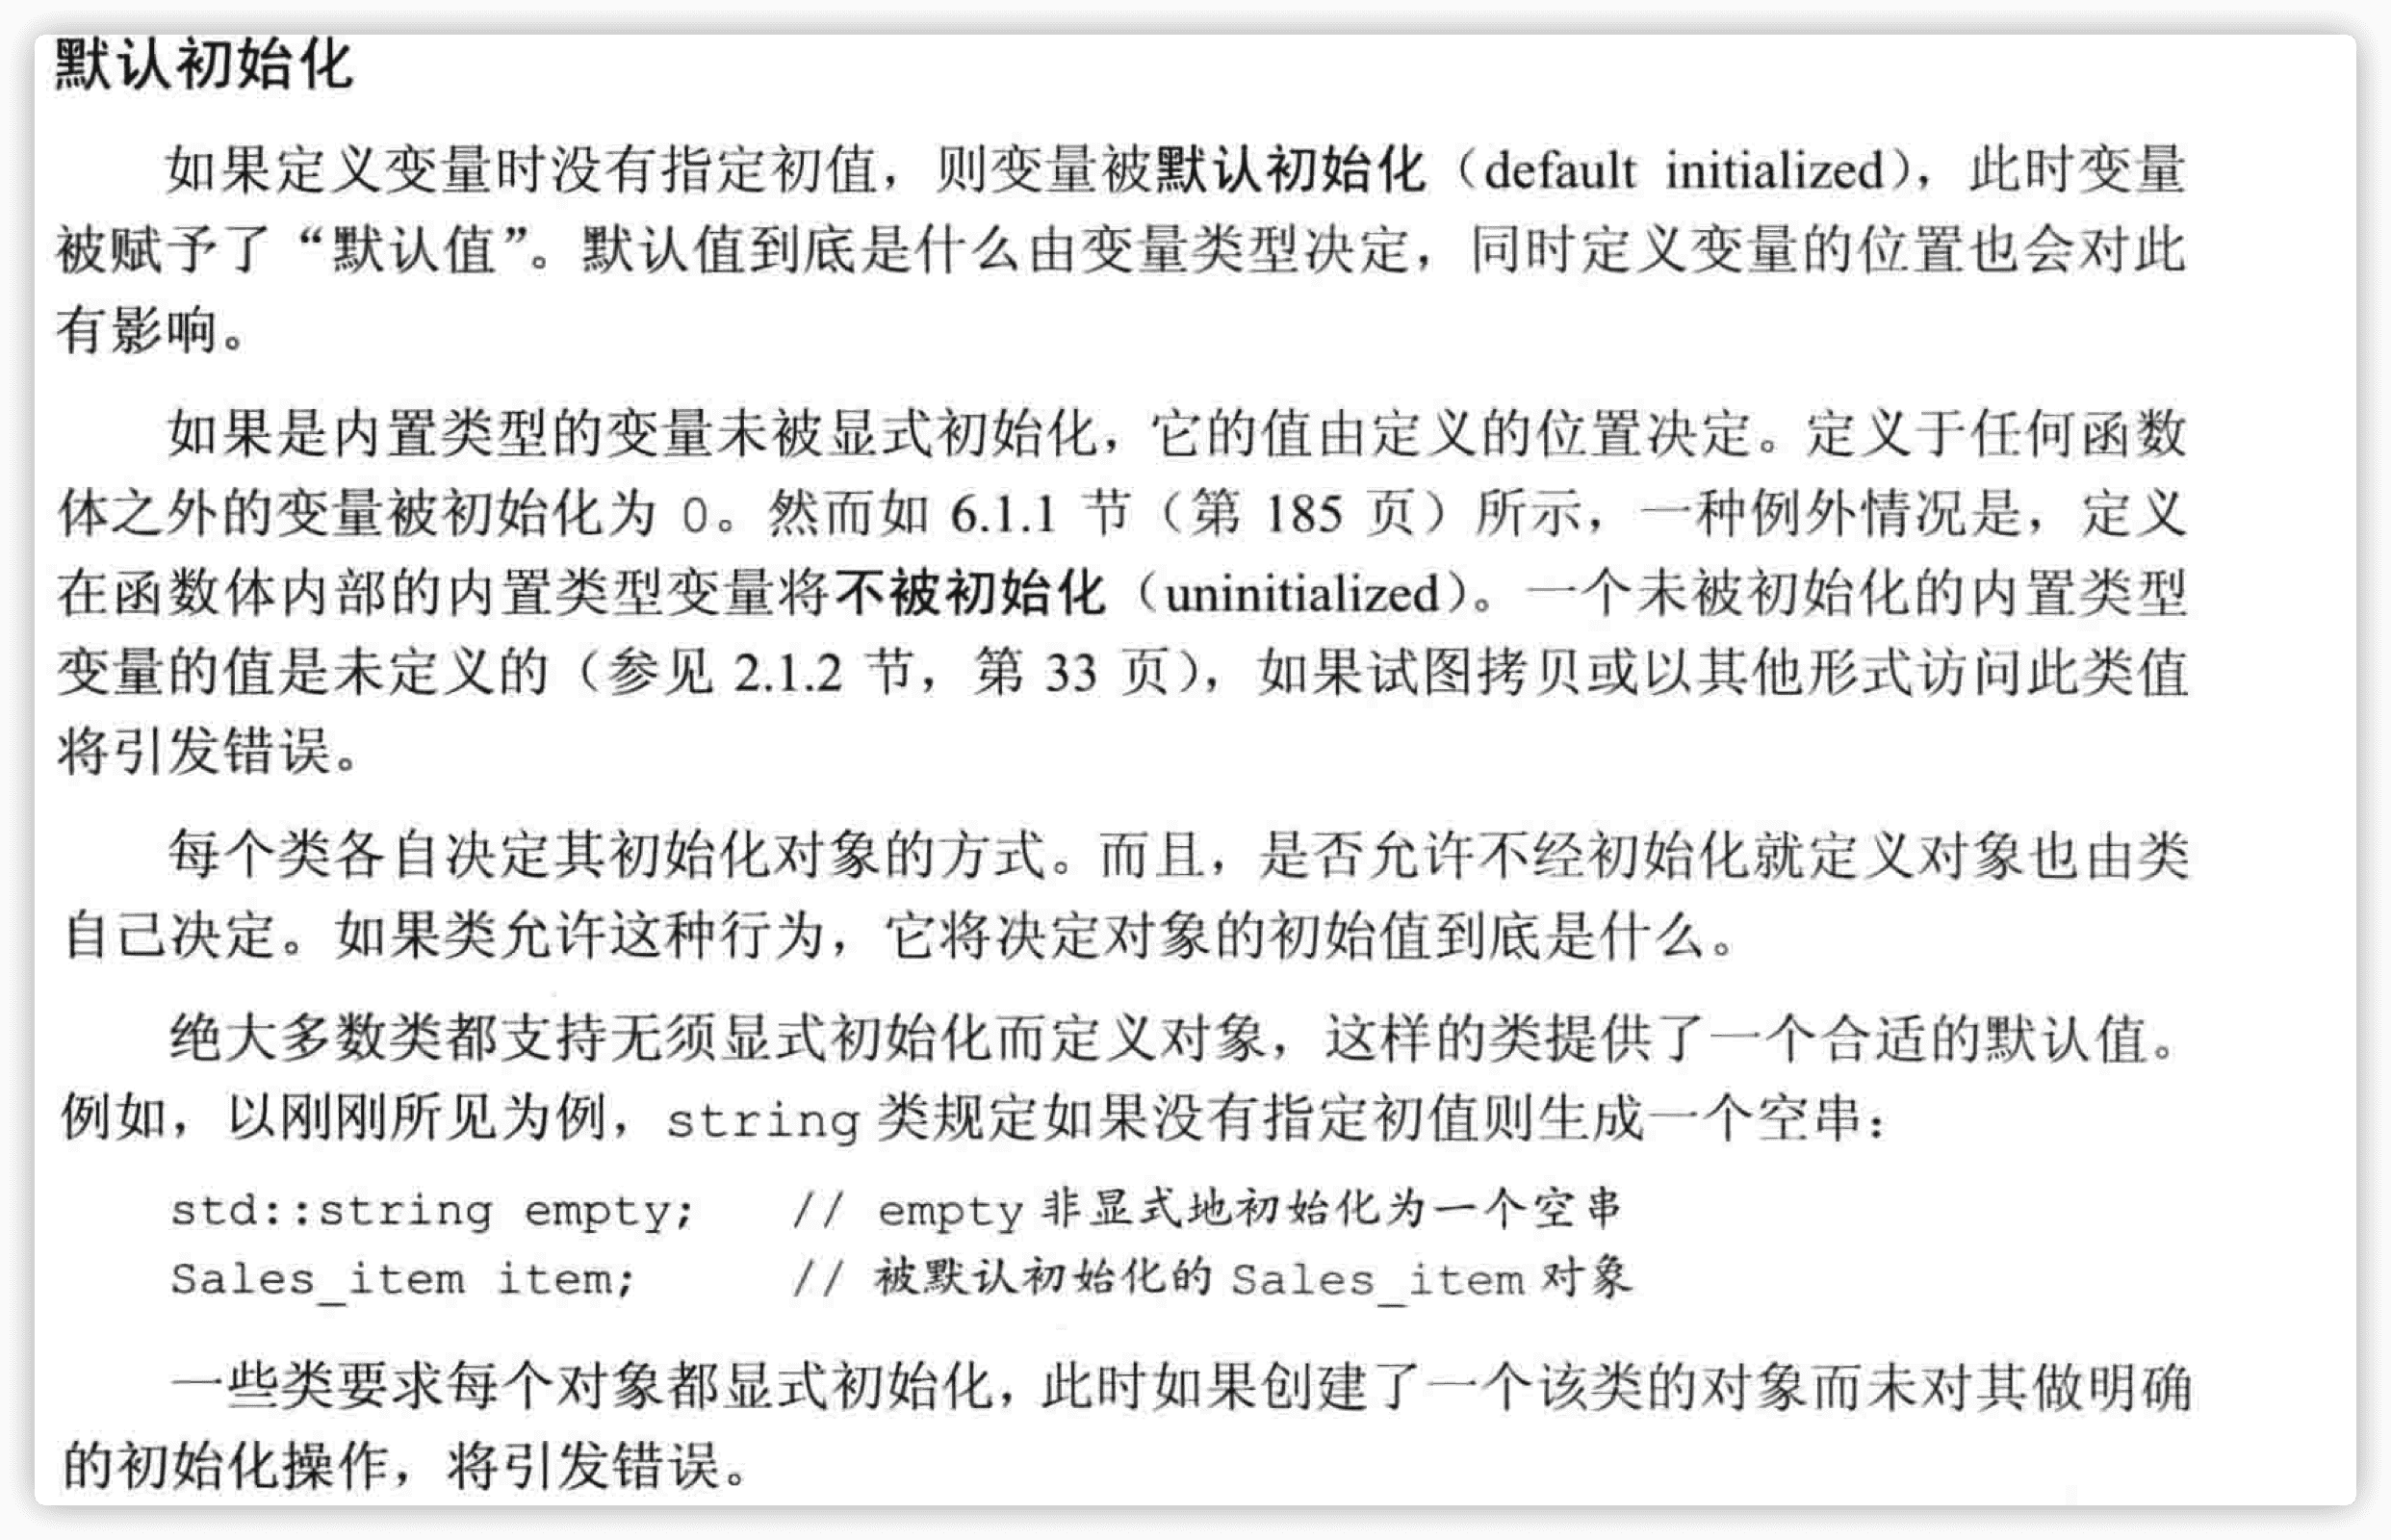 默认初始化
如果定义变量时没有指定初值，则变量被默认初始化（default initialized），此时变量
被赋予了“默认值”。默认值到底是什么由变量类型决定，同时定义变量的位置也会对此
有影响。
如果是内置类型的变量未被显式初始化，它的值由定义的位置决定。定义于任何函数
体之外的变量被初始化为 0。然而如 6.1.1 节（第 185 页）所示，一种例外情况是，定义
在函数体内部的内置类型变量将不被初始化（uninitialized）。一个未被初始化的内置类型
变量的值是未定义的（参见 2.1.2 节，第 33 页），如果试图拷贝或以其他形式访问此类值
将引发错误。
每个类各自决定其初始化对象的方式。而且，是否允许不经初始化就定义对象也由类
自己决定。如果类允许这种行为，它将决定对象的初始值到底是什么。
绝大多数类都支持无须显式初始化而定义对象，这样的类提供了一个合适的默认值。
例如，以刚刚所见为例，string 类规定如果没有指定初值则生成一个空串：
std::string empty; // empty 非显式地初始化为一个空串
Sales_item item; // 被默认初始化的 Sales_item 对象
一些类要求每个对象都显式初始化，此时如果创建了一个该类的对象而未对其做明确
的初始化操作，将引发错误。